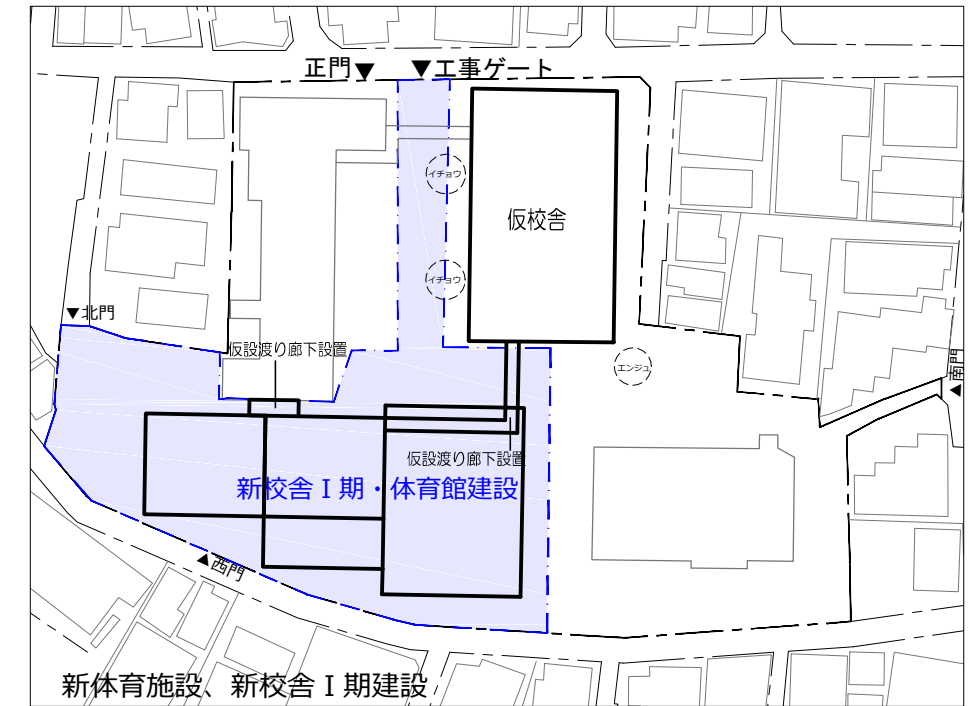 正門▼ ▼工事ゲート
イチョウ
仮校舎
イチョウ
▼北門
仮設渡り廊下設置
エンジュ
▲南門
仮設渡り廊下設置
新校舎Ⅰ期・体育館建設
▲西門
新体育施設、新校舎Ⅰ期建設